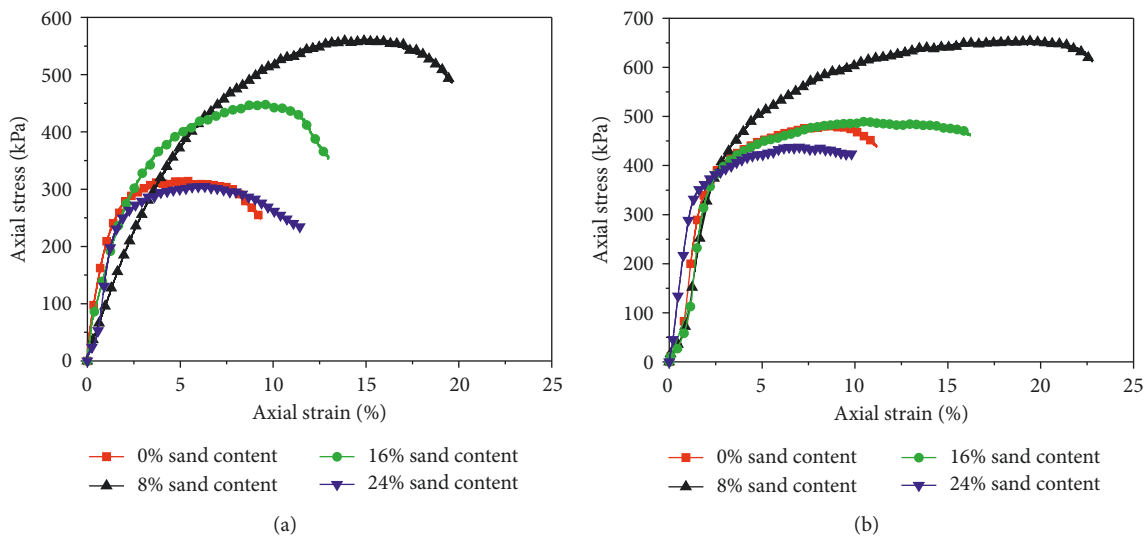 600
500
400
300
200
100
0
Axial stress (kPa)
0 5 10 15 20 25
Axial strain (%)
0% sand content
16% sand content
8% sand content
24% sand content
(a)
700
600
500
400
300
200
100
0
Axial stress (kPa)
0 5 10 15 20 25
Axial strain (%)
0% sand content
16% sand content
8% sand content
24% sand content
(b)